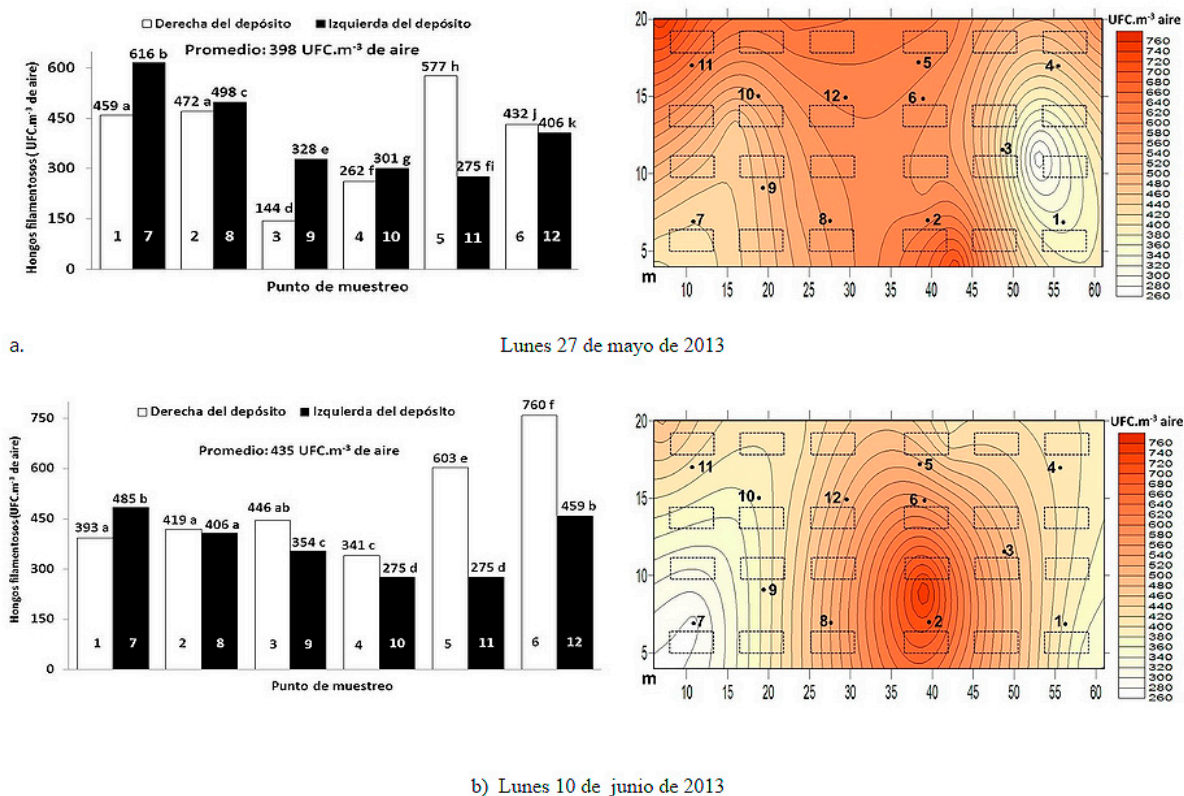 Derecha del depósito Izquierda del depósito
Promedio: 398 UFC.m⁻³ de aire
Hongos filamentosos ( UFC.m⁻³ de aire)
600
450
300
150
0
459 a 616 b 472 a 498 c 144 d 328 e 262 f 301 g 577 h 275 fi 432 j 406 k
1 7 2 8 3 9 4 10 5 11 6 12
Punto de muestreo
UFC.m⁻³ aire
760
740
720
700
680
660
640
620
600
580
560
540
520
500
480
460
440
420
400
380
360
340
320
300
280
260
20
15
10
5
m
10 15 20 25 30 35 40 45 50 55 60
11 5 4
10 12 6
3
9
7 8 2 1
a. Lunes 27 de mayo de 2013
Derecha del depósito Izquierda del depósito
Promedio: 435 UFC.m⁻³ de aire
Hongos filamentosos(UFC.m⁻³ de aire)
750
600
450
300
150
0
393 a 485 b 419 a 406 a 446 ab 354 c 341 c 275 d 603 e 275 d 760 f 459 b
1 7 2 8 3 9 4 10 5 11 6 12
Punto de muestreo
UFC.m⁻³ aire
760
740
720
700
680
660
640
620
600
580
560
540
520
500
480
460
440
420
400
380
360
340
320
300
280
260
20
15
10
5
m
10 15 20 25 30 35 40 45 50 55 60
11 5 4
10 12 6
3
9
7 8 2 1
b) Lunes 10 de junio de 2013